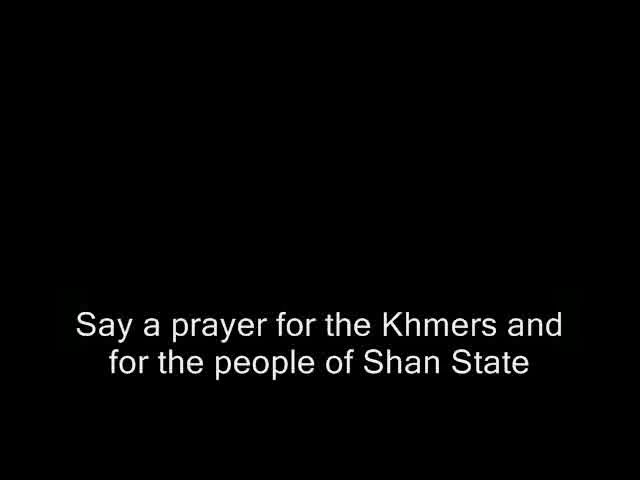 Say a prayer for the Khmers and
for the people of Shan State